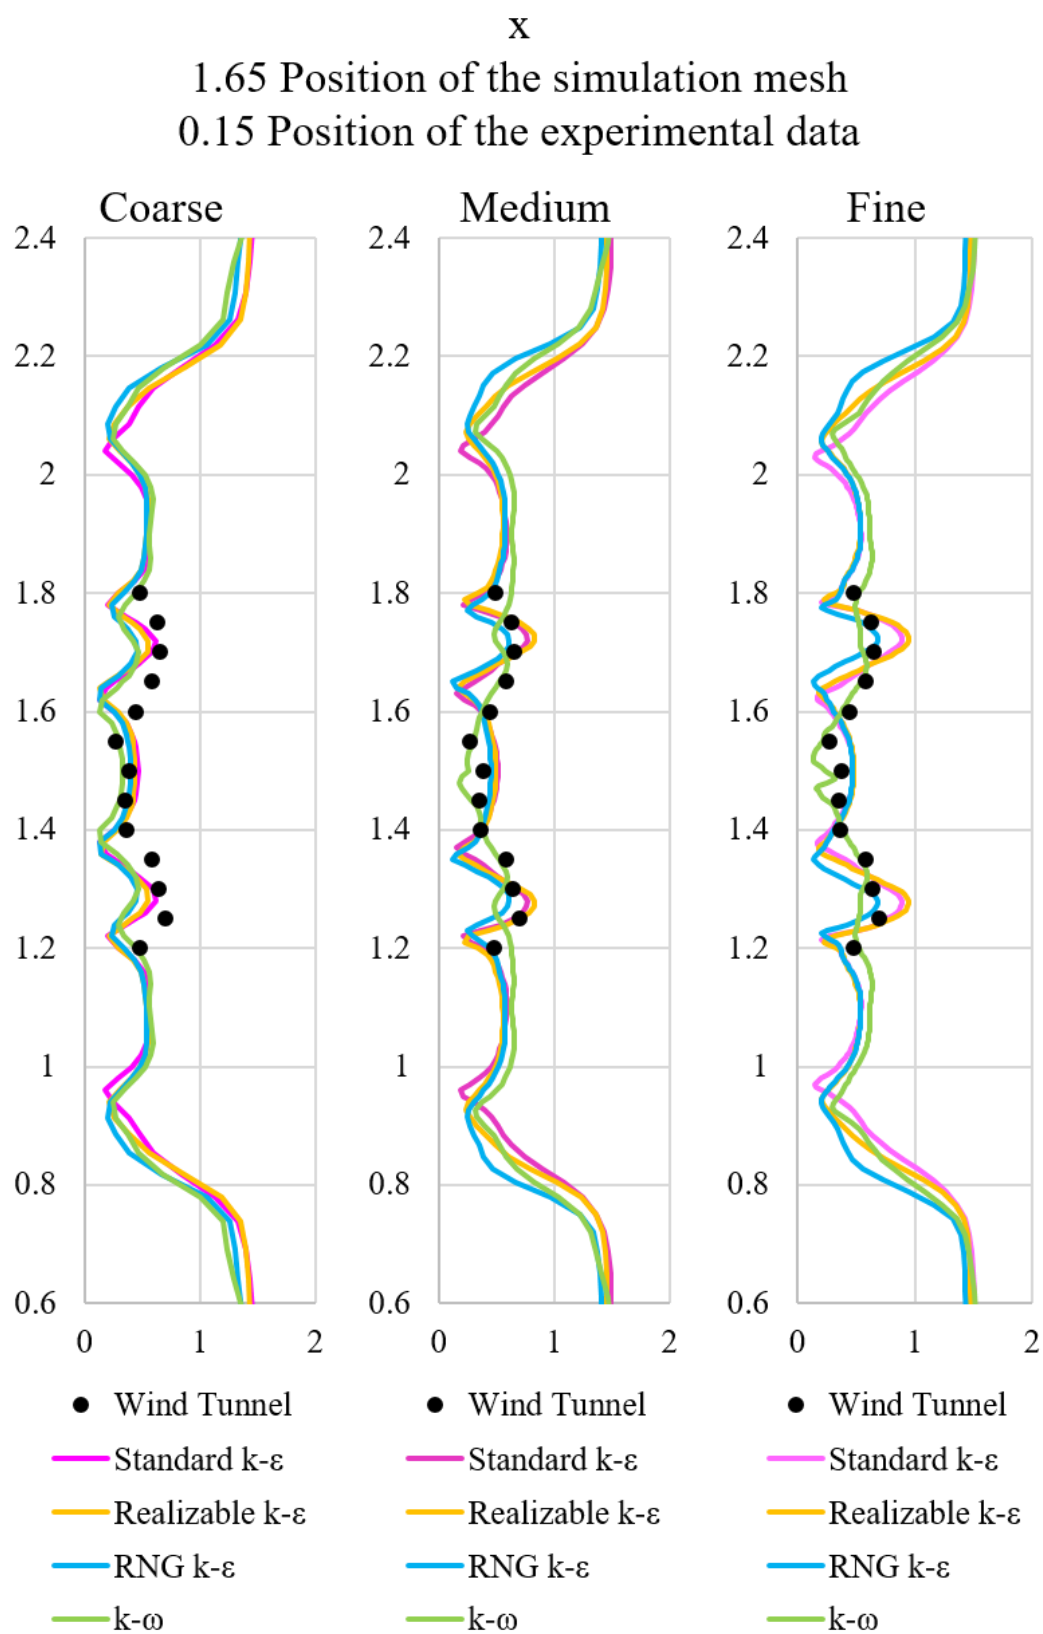 x
1.65 Position of the simulation mesh
0.15 Position of the experimental data
Coarse Medium Fine
2.4 2.4 2.4
2.2 2.2 2.2
2 2 2
1.8 1.8 1.8
1.6 1.6 1.6
1.4 1.4 1.4
1.2 1.2 1.2
1 1 1
0.8 0.8 0.8
0.6 0.6 0.6
0 1 2 0 1 2 0 1 2
Wind Tunnel Wind Tunnel Wind Tunnel
Standard k-ε Standard k-ε Standard k-ε
Realizable k-ε Realizable k-ε Realizable k-ε
RNG k-ε RNG k-ε RNG k-ε
k-ω k-ω k-ω